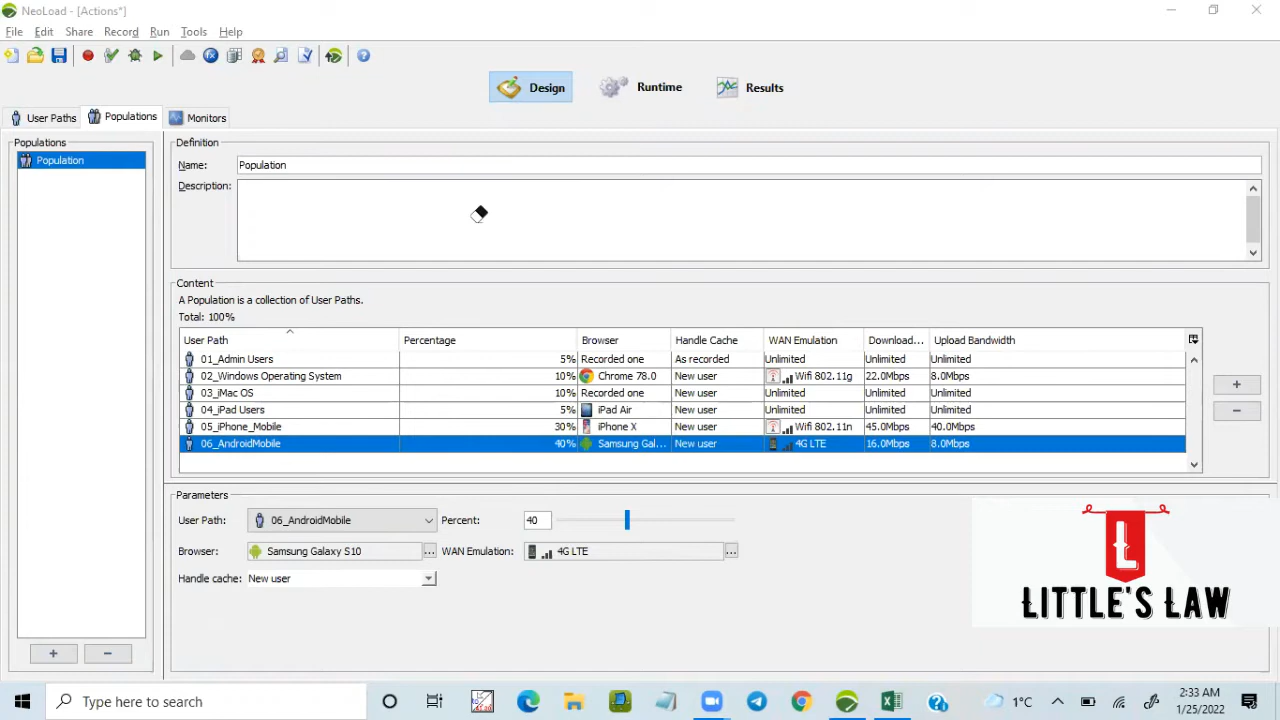 NeoLoad - [Actions*]
File Edit Share Record Run Tools Help
Design Runtime Results
User Paths Populations Monitors
Populations
Population
Definition
Name: Population
Description:
Content
A Population is a collection of User Paths.
Total: 100%
User Path Percentage Browser Handle Cache WAN Emulation Download... Upload Bandwidth
01_Admin Users 5% Recorded one As recorded Unlimited Unlimited Unlimited
02_Windows Operating System 10% Chrome 78.0 New user Wifi 802.11g 22.0Mbps 8.0Mbps
03_iMac OS 10% Recorded one New user Unlimited Unlimited Unlimited
04_iPad Users 5% iPad Air New user Unlimited Unlimited Unlimited
05_iPhone_Mobile 30% iPhone X New user Wifi 802.11n 45.0Mbps 40.0Mbps
06_AndroidMobile 40% Samsung Gal... New user 4G LTE 16.0Mbps 8.0Mbps
+
−
Parameters
User Path: 06_AndroidMobile Percent: 40
Browser: Samsung Galaxy S10 ... WAN Emulation: 4G LTE ...
Handle cache: New user
+ −
L
LITTLE'S LAW
Type here to search
1°C
2:33 AM
1/25/2022